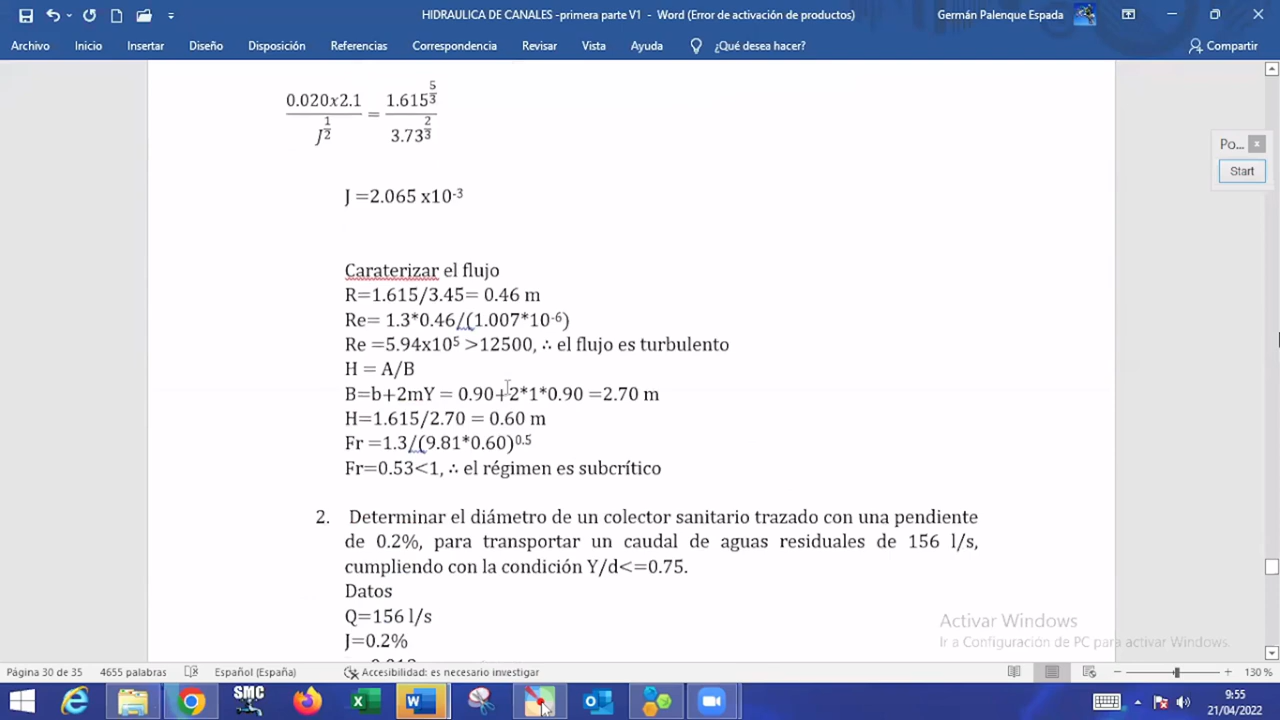 HIDRAULICA DE CANALES -primera parte V1 - Word (Error de activación de productos)
Germán Palenque Espada
Archivo Inicio Insertar Diseño Disposición Referencias Correspondencia Revisar Vista Ayuda ¿Qué desea hacer? Compartir
0.020x2.1 / J^(1/2) = 1.615^(5/3) / 3.73^(2/3)
Po... x
Start
J =2.065 x10⁻³
Caraterizar el flujo
R=1.615/3.45= 0.46 m
Re= 1.3*0.46/(1.007*10⁻⁶)
Re =5.94x10⁵ >12500, ∴ el flujo es turbulento
H = A/B
B=b+2mY = 0.90+2*1*0.90 =2.70 m
H=1.615/2.70 = 0.60 m
Fr =1.3/(9.81*0.60)⁰·⁵
Fr=0.53<1, ∴ el régimen es subcrítico
2. Determinar el diámetro de un colector sanitario trazado con una pendiente
de 0.2%, para transportar un caudal de aguas residuales de 156 l/s,
cumpliendo con la condición Y/d<=0.75.
Datos
Q=156 l/s
J=0.2%
Activar Windows
Ir a Configuración de PC para activar Windows.
Página 30 de 35 4655 palabras Español (España) Accesibilidad: es necesario investigar 130 %
SMC
9:55
21/04/2022